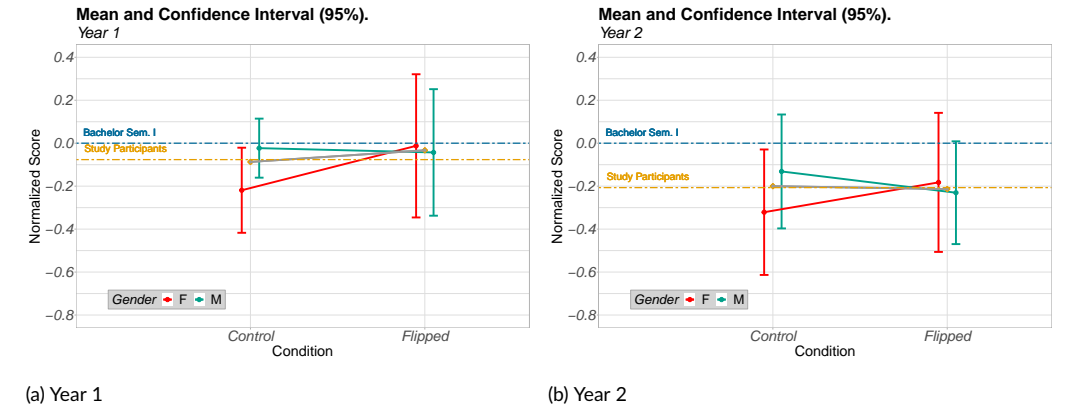 Mean and Confidence Interval (95%).
Year 1
0.4
0.2
0.0
−0.2
−0.4
−0.6
−0.8
Normalized Score
Bachelor Sem. I
Study Participants
Gender F M
Control Flipped
Condition
(a) Year 1
Mean and Confidence Interval (95%).
Year 2
0.4
0.2
0.0
−0.2
−0.4
−0.6
−0.8
Normalized Score
Bachelor Sem. I
Study Participants
Gender F M
Control Flipped
Condition
(b) Year 2